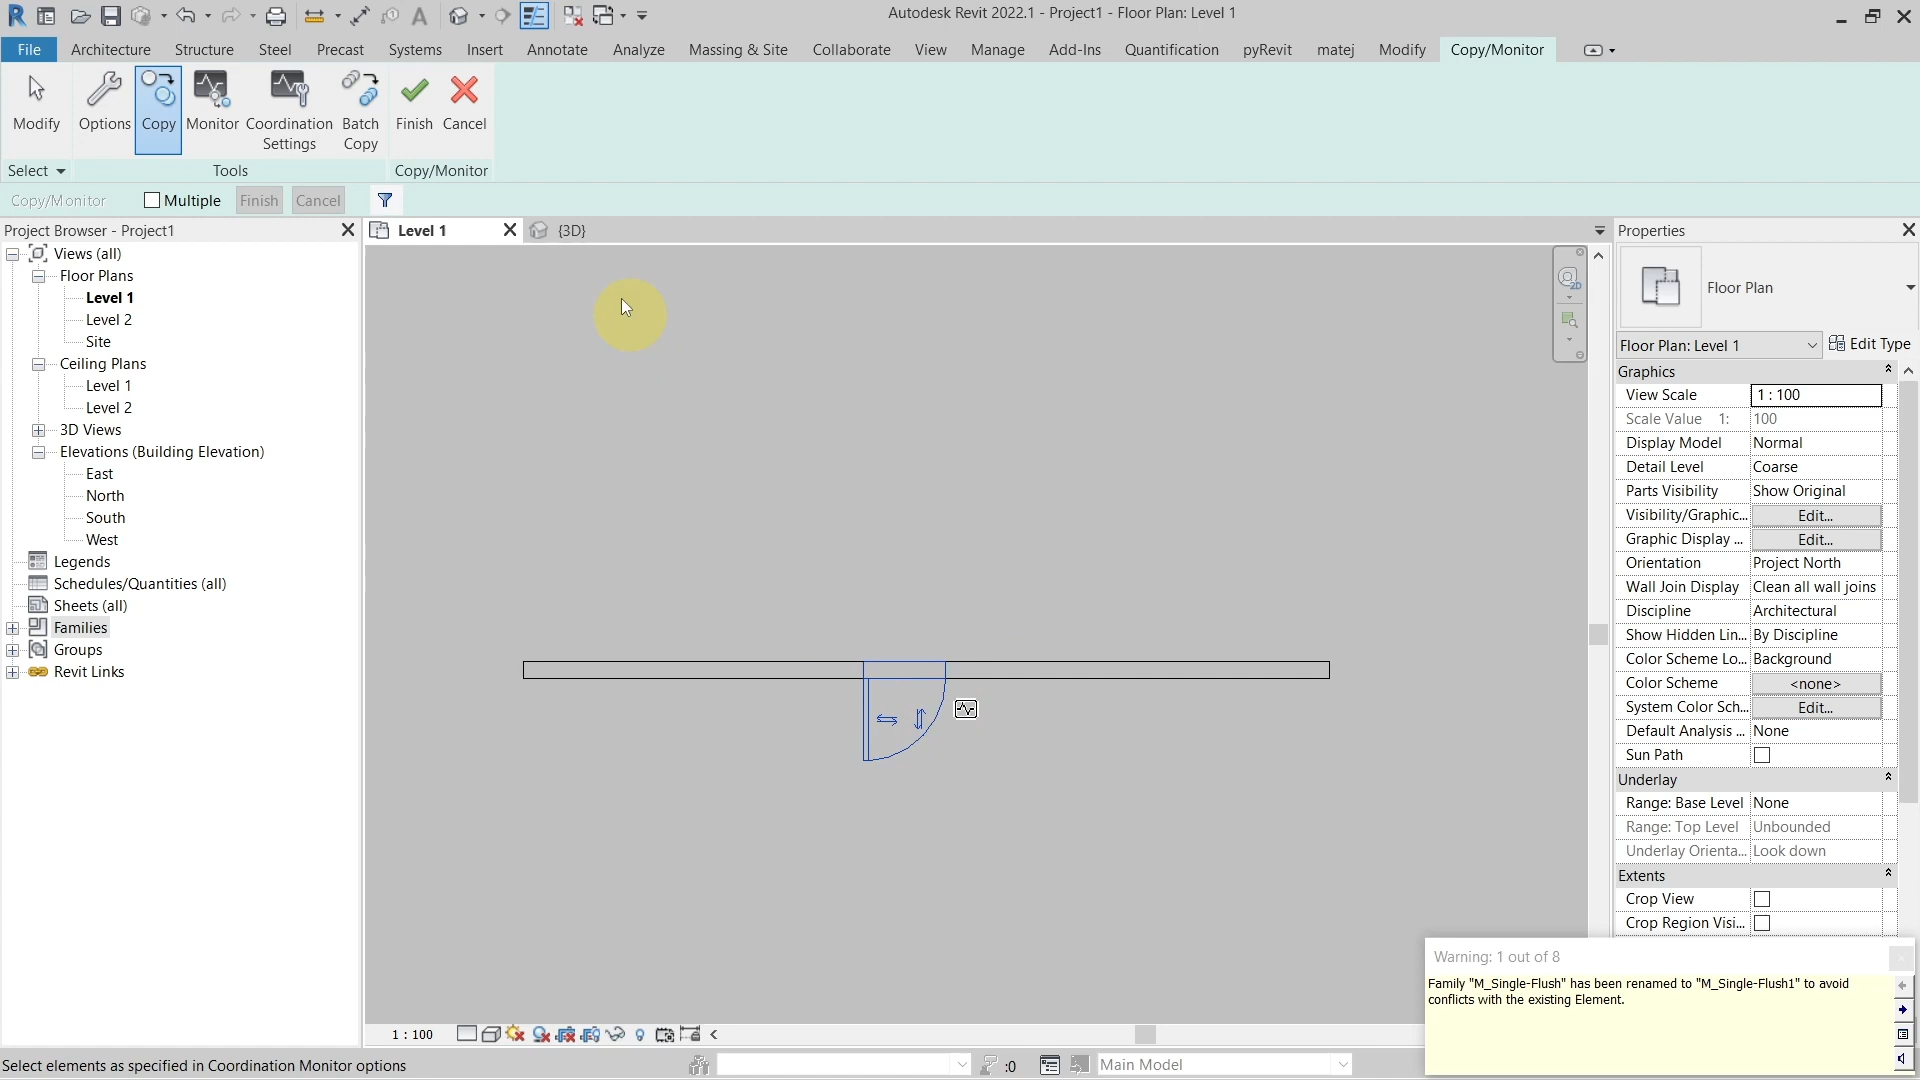 Autodesk Revit 2022.1 - Project1 - Floor Plan: Level 1
File Architecture Structure Steel Precast Systems Insert Annotate Analyze Massing & Site Collaborate View Manage Add-Ins Quantification pyRevit matej Modify Copy/Monitor
Modify Options Copy Monitor Coordination Settings Batch Copy Finish Cancel
Select Tools Copy/Monitor
Copy/Monitor Multiple Finish Cancel
Project Browser - Project1
Views (all)
Floor Plans
Level 1
Level 2
Site
Ceiling Plans
Level 1
Level 2
3D Views
Elevations (Building Elevation)
East
North
South
West
Legends
Schedules/Quantities (all)
Sheets (all)
Families
Groups
Revit Links
Level 1 {3D}
2D
Properties
Floor Plan
Floor Plan: Level 1 Edit Type
Graphics
View Scale 1 : 100
Scale Value 1: 100
Display Model Normal
Detail Level Coarse
Parts Visibility Show Original
Visibility/Graphic... Edit...
Graphic Display ... Edit...
Orientation Project North
Wall Join Display Clean all wall joins
Discipline Architectural
Show Hidden Lin... By Discipline
Color Scheme Lo... Background
Color Scheme <none>
System Color Sch... Edit...
Default Analysis ... None
Sun Path
Underlay
Range: Base Level None
Range: Top Level Unbounded
Underlay Orienta... Look down
Extents
Crop View
Crop Region Visi...
Warning: 1 out of 8
Family "M_Single-Flush" has been renamed to "M_Single-Flush1" to avoid
conflicts with the existing Element.
1 : 100
Select elements as specified in Coordination Monitor options
:0
Main Model